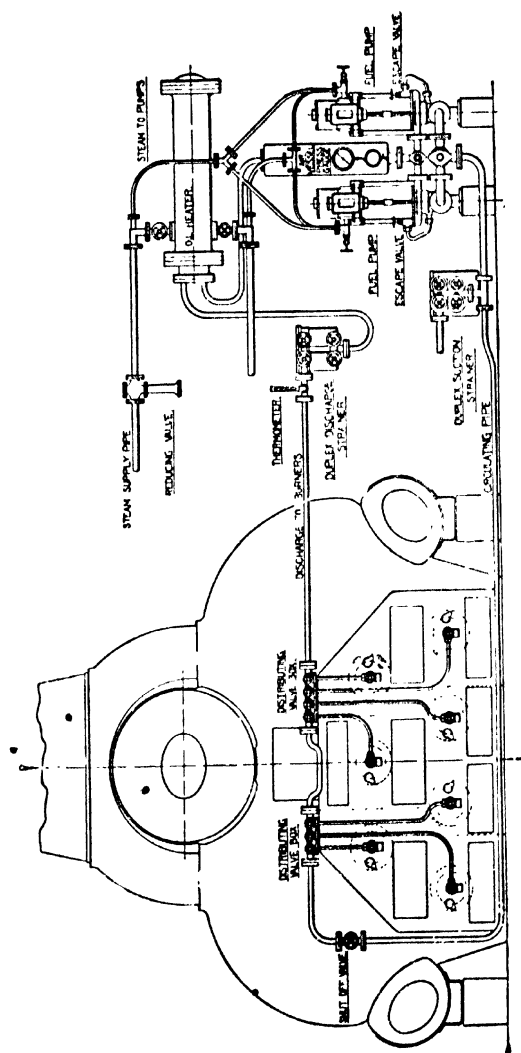 STEAM TO PUMPS
FUEL PUMP
ESCAPE VALVE
OIL HEATER
FUEL PUMP
ESCAPE VALVE
STEAM SUPPLY PIPE
REDUCING VALVE
THERMOMETER
DUPLEX DISCHARGE
STRAINER
DUPLEX SUCTION
STRAINER
CIRCULATING PIPE
DISCHARGE TO BURNERS
DISTRIBUTING
VALVE BOX.
DISTRIBUTING
VALVE BOX.
SHUT OFF VALVE